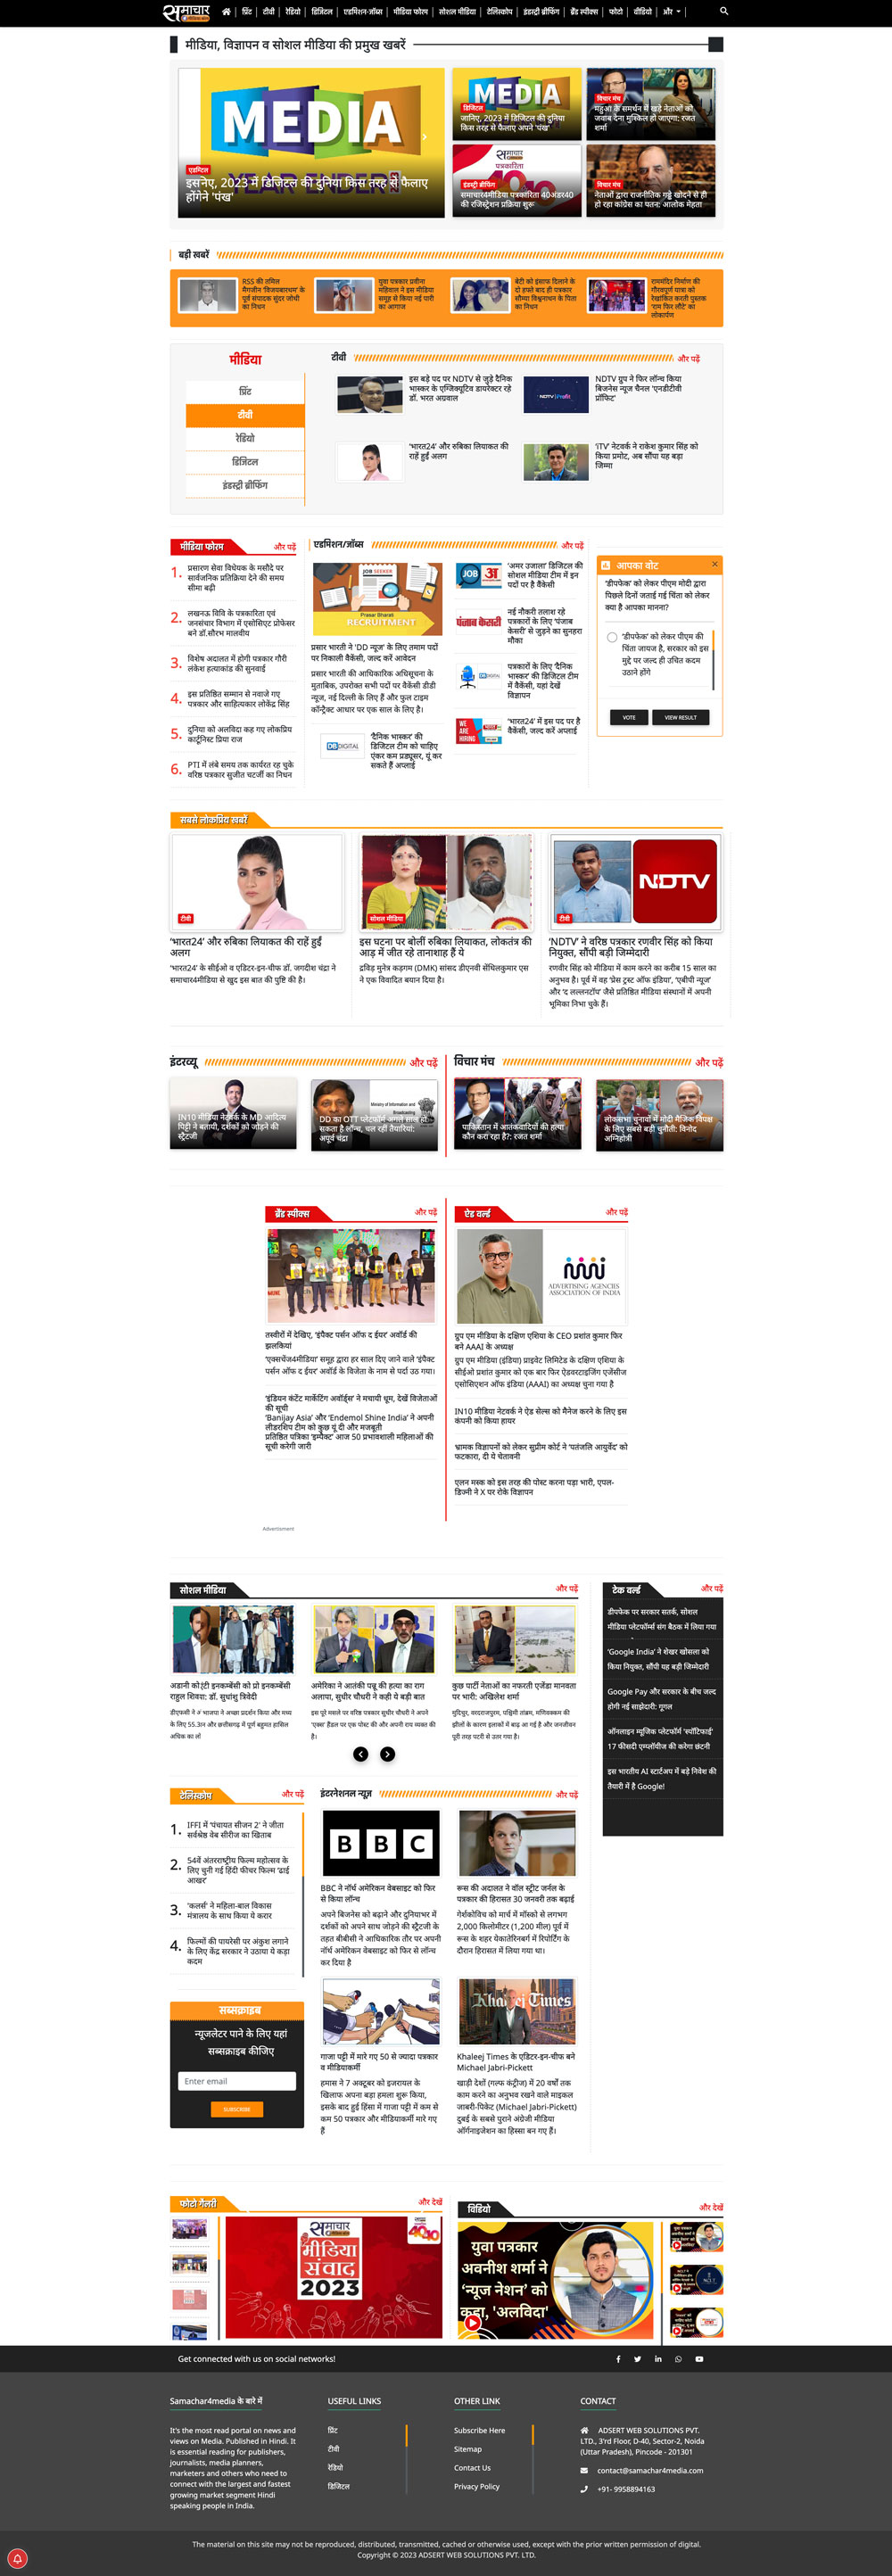 समाचार
प्रिंट
टीवी
रेडियो
डिजिटल
एडमिशन-जॉब्स
मीडिया फोरम
सोशल मीडिया
टेलिस्कोप
इंडस्ट्री ब्रीफिंग
ब्रैंड स्पीक्स
फोटो
वीडियो
और
मीडिया, विज्ञापन व सोशल मीडिया की प्रमुख खबरें
MEDIA
2023 में डिजिटल की दुनिया किस तरह से फैलाए
होंगेने 'पंख'
MEDIA
डिजिटल
जानिए, 2023 में डिजिटल की दुनिया
किस तरह से फैलाए अपने 'पंख'
विचार मंच
महुआ के समर्थन में खड़े नेताओं को
जवाब देना मुश्किल हो जाएगा: रजत
शर्मा
समाचार
पत्रकारिता
इंडस्ट्री ब्रीफिंग
समाचार4मीडिया पत्रकारिता 40अंडर40
की रजिस्ट्रेशन प्रक्रिया शुरू
विचार मंच
नेताओं द्वारा राजनीतिक गड्ढे खोदने से ही
हो रहा कांग्रेस का पतन: आलोक मेहता
बड़ी खबरें
RSS की तमिल
मैगजीन 'विजयबारथम' के
पूर्व संपादक सुंदर जोथी
का निधन
युवा पत्रकार प्रवीना
महिवाल ने इस मीडिया
समूह से किया नई पारी
का आगाज
बेटी को इंसाफ दिलाने के
दो हफ्ते बाद ही पत्रकार
सौम्या विश्वनाथन के पिता
का निधन
राममंदिर निर्माण की
गौरवपूर्ण यात्रा को
रेखांकित करती पुस्तक
'राम फिर लौटे' का
लोकार्पण
मीडिया
प्रिंट
टीवी
रेडियो
डिजिटल
इंडस्ट्री ब्रीफिंग
टीवी
और पढ़ें
इस बड़े पद पर NDTV से जुड़े दैनिक
भास्कर के एग्जिक्यूटिव डायरेक्टर रहे
डॉ. भरत अग्रवाल
NDTV ग्रुप ने फिर लॉन्च किया
बिजनेस न्यूज चैनल 'एनडीटीवी
प्रॉफिट'
'भारत24' और रुबिका लियाकत की
राहें हुईं अलग
'iTV' नेटवर्क ने राकेश कुमार सिंह को
किया प्रमोट, अब सौंपा यह बड़ा
जिम्मा
मीडिया फोरम
और पढ़ें
1. प्रसारण सेवा विधेयक के मसौदे पर
सार्वजनिक प्रतिक्रिया देने की समय
सीमा बढ़ी
2. लखनऊ विवि के पत्रकारिता एवं
जनसंचार विभाग में एसोसिएट प्रोफेसर
बने डॉ.सौरभ मालवीय
3. विशेष अदालत में होगी पत्रकार गौरी
लंकेश हत्याकांड की सुनवाई
4. इस प्रतिष्ठित सम्मान से नवाजे गए
पत्रकार और साहित्यकार लोकेंद्र सिंह
5. दुनिया को अलविदा कह गए लोकप्रिय
कार्टूनिस्ट प्रिया राज
6. PTI में लंबे समय तक कार्यरत रह चुके
वरिष्ठ पत्रकार सुजीत चटर्जी का निधन
एडमिशन/जॉब्स
और पढ़ें
JOB SEEKER
Prasar Bharati
RECRUITMENT
प्रसार भारती ने 'DD न्यूज' के लिए तमाम पदों
पर निकाली वैकेंसी, जल्द करें आवेदन
प्रसार भारती की आधिकारिक अधिसूचना के
मुताबिक, उपरोक्त सभी पदों पर वैकेंसी डीडी
न्यूज, नई दिल्ली के लिए हैं और फुल टाइम
कॉन्ट्रैक्ट आधार पर एक साल के लिए है।
DB DIGITAL
'दैनिक भास्कर' की
डिजिटल टीम को चाहिए
एंकर कम प्रड्यूसर, यूं कर
सकते हैं अप्लाई
JOB अ
'अमर उजाला' डिजिटल की
सोशल मीडिया टीम में इन
पदों पर है वैकेंसी
पंजाब केसरी
नई नौकरी तलाश रहे
पत्रकारों के लिए 'पंजाब
केसरी' से जुड़ने का सुनहरा
मौका
पत्रकारों के लिए 'दैनिक
भास्कर' की डिजिटल टीम
में वैकेंसी, यहां देखें
विज्ञापन
WE ARE HIRING
'भारत24' में इस पद पर है
वैकेंसी, जल्द करें अप्लाई
आपका वोट
×
'डीपफेक' को लेकर पीएम मोदी द्वारा
पिछले दिनों जताई गई चिंता को लेकर
क्या है आपका मानना?
'डीपफेक' को लेकर पीएम की
चिंता जायज है, सरकार को इस
मुद्दे पर जल्द ही उचित कदम
उठाने होंगे
VOTE
VIEW RESULT
सबसे लोकप्रिय खबरें
टीवी
'भारत24' और रुबिका लियाकत की राहें हुईं
अलग
'भारत24' के सीईओ व एडिटर-इन-चीफ डॉ. जगदीश चंद्रा ने
समाचार4मीडिया से खुद इस बात की पुष्टि की है।
सोशल मीडिया
इस घटना पर बोलीं रुबिका लियाकत, लोकतंत्र की
आड़ में जीत रहे तानाशाह हैं ये
द्रविड़ मुनेत्र कड़गम (DMK) सांसद डीएनवी सेंथिलकुमार एस
ने एक विवादित बयान दिया है।
NDTV
टीवी
'NDTV' ने वरिष्ठ पत्रकार रणवीर सिंह को किया
नियुक्त, सौंपी बड़ी जिम्मेदारी
रणवीर सिंह को मीडिया में काम करने का करीब 15 साल का
अनुभव है। पूर्व में वह 'प्रेस ट्रस्ट ऑफ इंडिया', 'एबीपी न्यूज'
और 'द लल्लनटॉप' जैसे प्रतिष्ठित मीडिया संस्थानों में अपनी
भूमिका निभा चुके हैं।
इंटरव्यू
और पढ़ें
IN10 मीडिया नेटवर्क के MD आदित्य
पिट्टी ने बतायी, दर्शकों को जोड़ने की
स्ट्रैटजी
Ministry of Information and
Broadcasting
DD का OTT प्लेटफॉर्म अगले साल हो
सकता है लॉन्च, चल रहीं तैयारियां:
अपूर्व चंद्रा
विचार मंच
और पढ़ें
पाकिस्तान में आतंकवादियों की हत्या
कौन करा रहा है?: रजत शर्मा
लोकसभा चुनावों में मोदी मैजिक विपक्ष
के लिए सबसे बड़ी चुनौती: विनोद
अग्निहोत्री
ब्रैंड स्पीक्स
और पढ़ें
तस्वीरों में देखिए, 'इंपैक्ट पर्सन ऑफ द ईयर' अवॉर्ड की
झलकियां
'एक्सचेंज4मीडिया' समूह द्वारा हर साल दिए जाने वाले 'इंपैक्ट
पर्सन ऑफ द ईयर' अवॉर्ड के विजेता के नाम से पर्दा उठ गया।
'इंडियन कंटेंट मार्केटिंग अवॉर्ड्स' ने मचायी धूम, देखें विजेताओं
की सूची
'Banijay Asia' और 'Endemol Shine India' ने अपनी
लीडरशिप टीम को कुछ यूं दी और मजबूती
प्रतिष्ठित पत्रिका 'इम्पैक्ट' आज 50 प्रभावशाली महिलाओं की
सूची करेगी जारी
Advertisment
ऐड वर्ल्ड
और पढ़ें
ADVERTISING AGENCIES
ASSOCIATION OF INDIA
ग्रुप एम मीडिया के दक्षिण एशिया के CEO प्रशांत कुमार फिर
बने AAAI के अध्यक्ष
ग्रुप एम मीडिया (इंडिया) प्राइवेट लिमिटेड के दक्षिण एशिया के
सीईओ प्रशांत कुमार को एक बार फिर ऐडवरटाइजिंग एजेंसीज
एसोसिएशन ऑफ इंडिया (AAAI) का अध्यक्ष चुना गया है
IN10 मीडिया नेटवर्क ने ऐड सेल्स को मैनेज करने के लिए इस
कंपनी को किया हायर
भ्रामक विज्ञापनों को लेकर सुप्रीम कोर्ट ने 'पतंजलि आयुर्वेद' को
फटकारा, दी ये चेतावनी
एलन मस्क को इस तरह की पोस्ट करना पड़ा भारी, एपल-
डिज्नी ने X पर रोके विज्ञापन
सोशल मीडिया
और पढ़ें
अडानी को एंटी इनकम्बेंसी को प्रो इनकम्बेंसी
राहुल शिवा: डॉ. सुधांशु त्रिवेदी
अमेरिका ने आतंकी पन्नू की हत्या का राग
अलापा, सुधीर चौधरी ने कही ये बड़ी बात
इस पूरे मसले पर वरिष्ठ पत्रकार सुधीर चौधरी ने अपने
'एक्स' हैंडल पर एक पोस्ट की और अपनी राय व्यक्त की
है।
कुछ पार्टी नेताओं का नफरती एजेंडा मानवता
पर भारी: अखिलेश शर्मा
मुदिचुर, वरदराजपुरम, पश्चिमी तांब्रम, मणिवक्कम की
झीलों के कारण इलाकों में बाढ़ आ गई है और जनजीवन
पूरी तरह पटरी से उतर गया है।
टेक वर्ल्ड
और पढ़ें
डीपफेक पर सरकार सतर्क, सोशल
मीडिया प्लेटफॉर्म्स संग बैठक में लिया गया
'Google India' ने शेखर खोसला को
किया नियुक्त, सौंपी यह बड़ी जिम्मेदारी
Google Pay और सरकार के बीच जल्द
होगी नई साझेदारी: गूगल
ऑनलाइन म्यूजिक प्लेटफॉर्म 'स्पॉटिफाई'
17 फीसदी एम्प्लॉयीज की करेगा छंटनी
इस भारतीय AI स्टार्टअप में बड़े निवेश की
तैयारी में है Google!
टेलिस्कोप
और पढ़ें
1. IFFI में 'पंचायत सीजन 2' ने जीता
सर्वश्रेष्ठ वेब सीरीज का खिताब
2. 54वें अंतरराष्ट्रीय फिल्म महोत्सव के
लिए चुनी गई हिंदी फीचर फिल्म 'ढाई
आखर'
3. 'कलर्स' ने महिला-बाल विकास
मंत्रालय के साथ किया ये करार
4. फिल्मों की पायरेसी पर अंकुश लगाने
के लिए केंद्र सरकार ने उठाया ये कड़ा
कदम
इंटरनेशनल न्यूज़
और पढ़ें
BBC
BBC ने नॉर्थ अमेरिकन वेबसाइट को फिर
से किया लॉन्च
अपने बिजनेस को बढ़ाने और दुनियाभर में
दर्शकों को अपने साथ जोड़ने की स्ट्रैटजी के
तहत बीबीसी ने आधिकारिक तौर पर अपनी
नॉर्थ अमेरिकन वेबसाइट को फिर से लॉन्च
कर दिया है
रूस की अदालत ने वॉल स्ट्रीट जर्नल के
पत्रकार की हिरासत 30 जनवरी तक बढ़ाई
गेर्शकोविच को मार्च में मॉस्को से लगभग
2,000 किलोमीटर (1,200 मील) पूर्व में
रूस के शहर येकातेरिनबर्ग में रिपोर्टिंग के
दौरान हिरासत में लिया गया था।
गाजा पट्टी में मारे गए 50 से ज्यादा पत्रकार
व मीडियाकर्मी
हमास ने 7 अक्टूबर को इजरायल के
खिलाफ अपना बड़ा हमला शुरू किया,
इसके बाद हुई हिंसा में गाजा पट्टी में कम से
कम 50 पत्रकार और मीडियाकर्मी मारे गए
हैं
Khaleej Times
Khaleej Times के एडिटर-इन-चीफ बने
Michael Jabri-Pickett
खाड़ी देशों (गल्फ कंट्रीज) में 20 वर्षों तक
काम करने का अनुभव रखने वाले माइकल
जाबरी-पिकेट (Michael Jabri-Pickett)
दुबई के सबसे पुराने अंग्रेजी मीडिया
ऑर्गनाइजेशन का हिस्सा बन गए हैं।
सब्सक्राइब
न्यूजलेटर पाने के लिए यहां
सब्सक्राइब कीजिए
Enter email
SUBSCRIBE
फोटो गैलरी
और देखें
समाचार
मीडिया
संवाद
2023
विडियो
और देखें
युवा पत्रकार
अवनीश शर्मा ने
'न्यूज नेशन' को
कहा, 'अलविदा'
Get connected with us on social networks!
Samachar4media के बारे में
It's the most read portal on news and
views on Media. Published in Hindi. It
is essential reading for publishers,
journalists, media planners,
marketers and others who need to
connect with the largest and fastest
growing market segment Hindi
speaking people in India.
USEFUL LINKS
प्रिंट
टीवी
रेडियो
डिजिटल
OTHER LINK
Subscribe Here
Sitemap
Contact Us
Privacy Policy
CONTACT
ADSERT WEB SOLUTIONS PVT.
LTD., 3'rd Floor, D-40, Sector-2, Noida
(Uttar Pradesh), Pincode - 201301
contact@samachar4media.com
+91- 9958894163
The material on this site may not be reproduced, distributed, transmitted, cached or otherwise used, except with the prior written permission of digital.
Copyright © 2023 ADSERT WEB SOLUTIONS PVT. LTD.